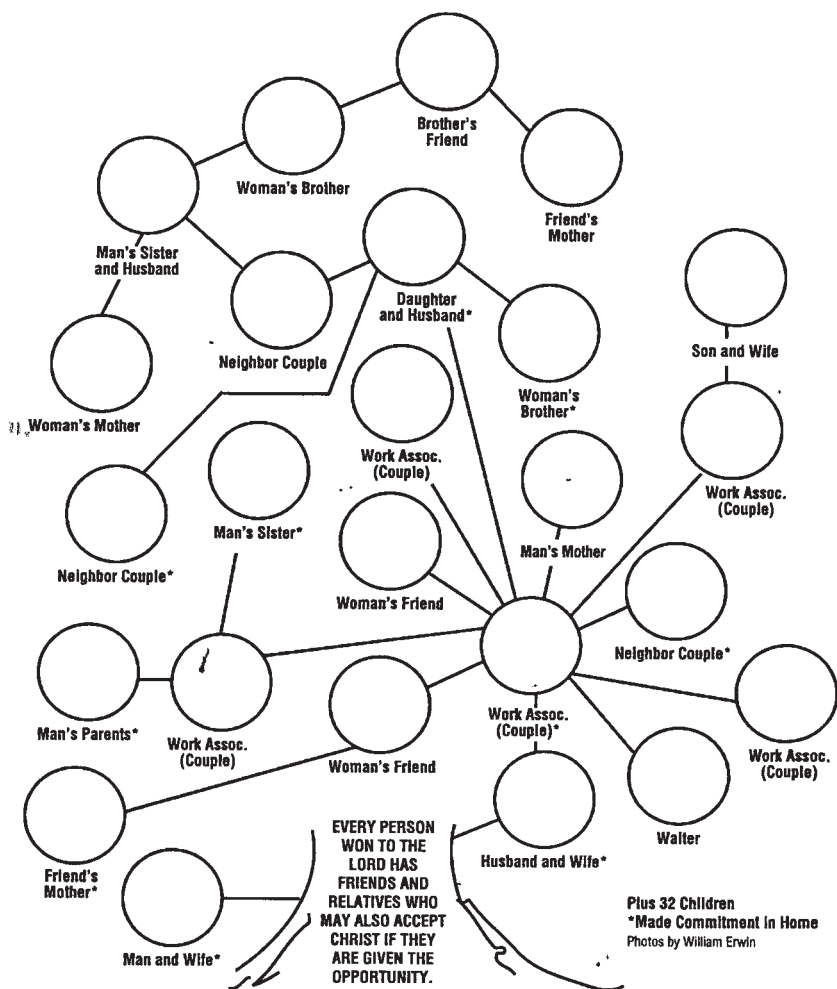 Brother's
Friend
Woman's Brother
Friend's
Mother
Man's Sister
and Husband
Daughter
and Husband*
Neighbor Couple
Son and Wife
Woman's
Brother*
Woman's Mother
Work Assoc.
(Couple)
Work Assoc.
(Couple)
Man's Sister*
Man's Mother
Neighbor Couple*
Woman's Friend
Neighbor Couple*
Man's Parents*
Work Assoc.
(Couple)
Woman's Friend
Work Assoc.
(Couple)*
Work Assoc.
(Couple)
Friend's
Mother*
Husband and Wife*
Waiter
Man and Wife*
EVERY PERSON
WON TO THE
LORD HAS
FRIENDS AND
RELATIVES WHO
MAY ALSO ACCEPT
CHRIST IF THEY
ARE GIVEN THE
OPPORTUNITY.
Plus 32 Children
*Made Commitment in Home
Photos by William Erwin